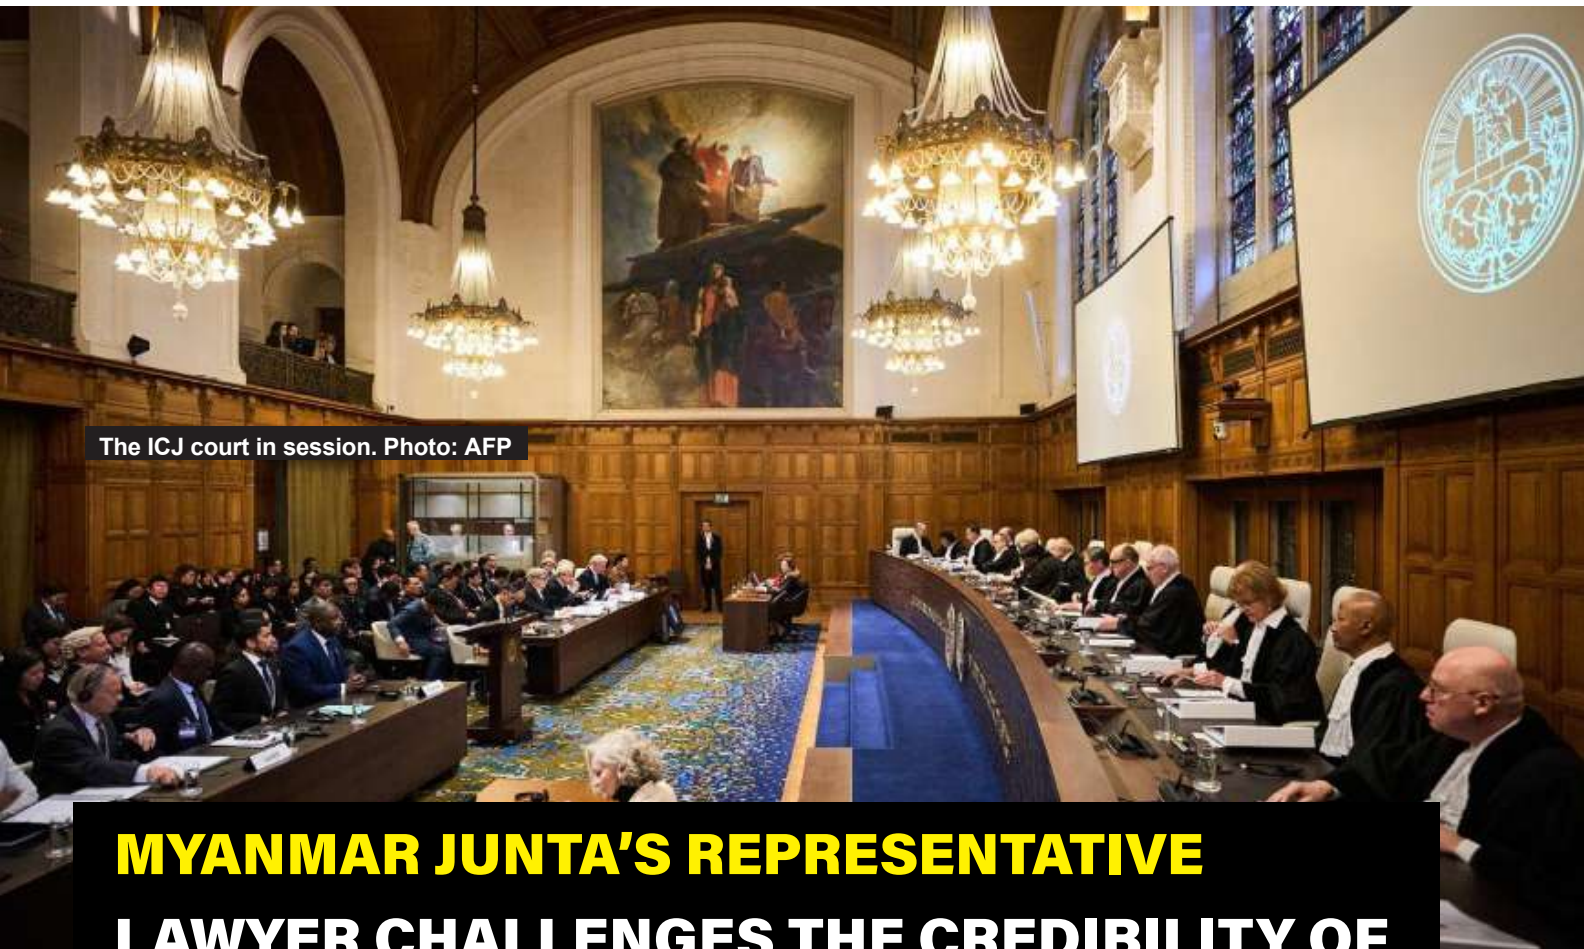 The ICJ court in session. Photo: AFP
MYANMAR JUNTA’S REPRESENTATIVE
LAWYER CHALLENGES THE CREDIBILITY OF